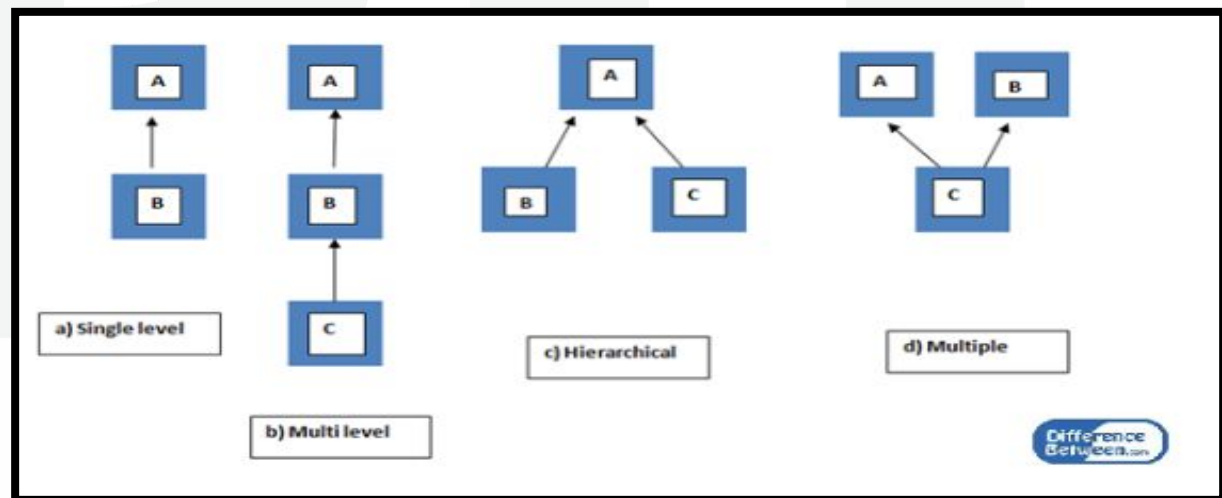 A
B
a) Single level
A
B
C
b) Multi level
A
B
C
c) Hierarchical
A
B
C
d) Multiple
Difference
Between.com